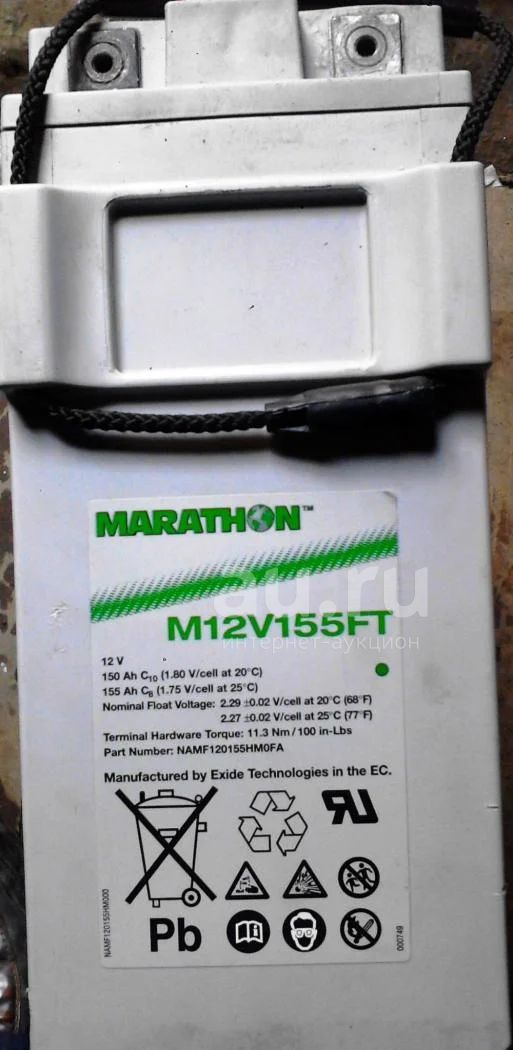 MARATHON™
au.ru
интернет-аукцион
M12V155FT
12 V
150 Ah C10 (1.80 V/cell at 20°C)
155 Ah C8 (1.75 V/cell at 25°C)
Nominal Float Voltage: 2.29 ±0.02 V/cell at 20°C (68°F)
2.27 ±0.02 V/cell at 25°C (77°F)
Terminal Hardware Torque: 11.3 Nm / 100 in-Lbs
Part Number: NAMF120155HM0FA
Manufactured by Exide Technologies in the EC.
Pb
NAMF120155HM000
000749